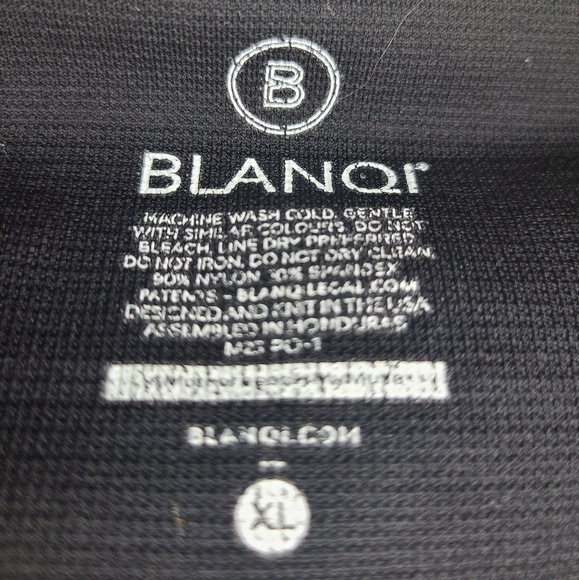 B
BLANQI
MACHINE WASH COLD, GENTLE
WITH SIMILAR COLOURS. DO NOT
BLEACH, LINE DRY PREFERRED
DO NOT IRON, DO NOT DRY CLEAN,
90% NYLON 10% SPANDEX
PATENTS - BLANQILEGAL.COM
DESIGNED AND KNIT IN THE USA
ASSEMBLED IN HONDURAS
BLANQI.COM
XL